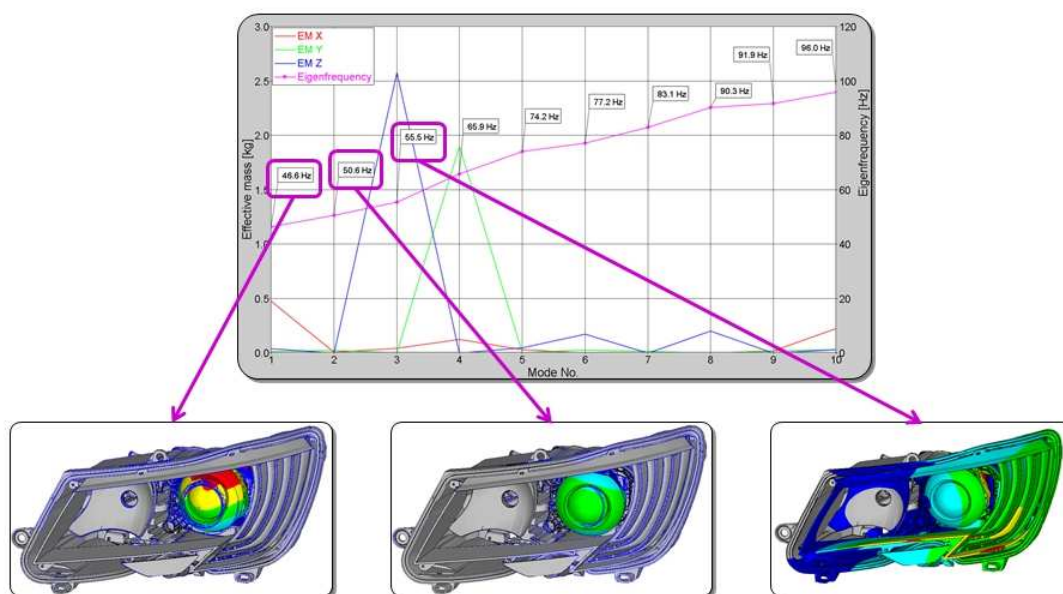 3.0
2.5
2.0
1.5
1.0
0.5
0.0
Effective mass [kg]
EM X
EM Y
EM Z
Eigenfrequency
46.6 Hz
50.6 Hz
55.5 Hz
65.9 Hz
74.2 Hz
77.2 Hz
83.1 Hz
90.3 Hz
91.9 Hz
96.0 Hz
120
100
80
60
40
20
0
Eigenfrequency [Hz]
1 2 3 4 5 6 7 8 9 10
Mode No.